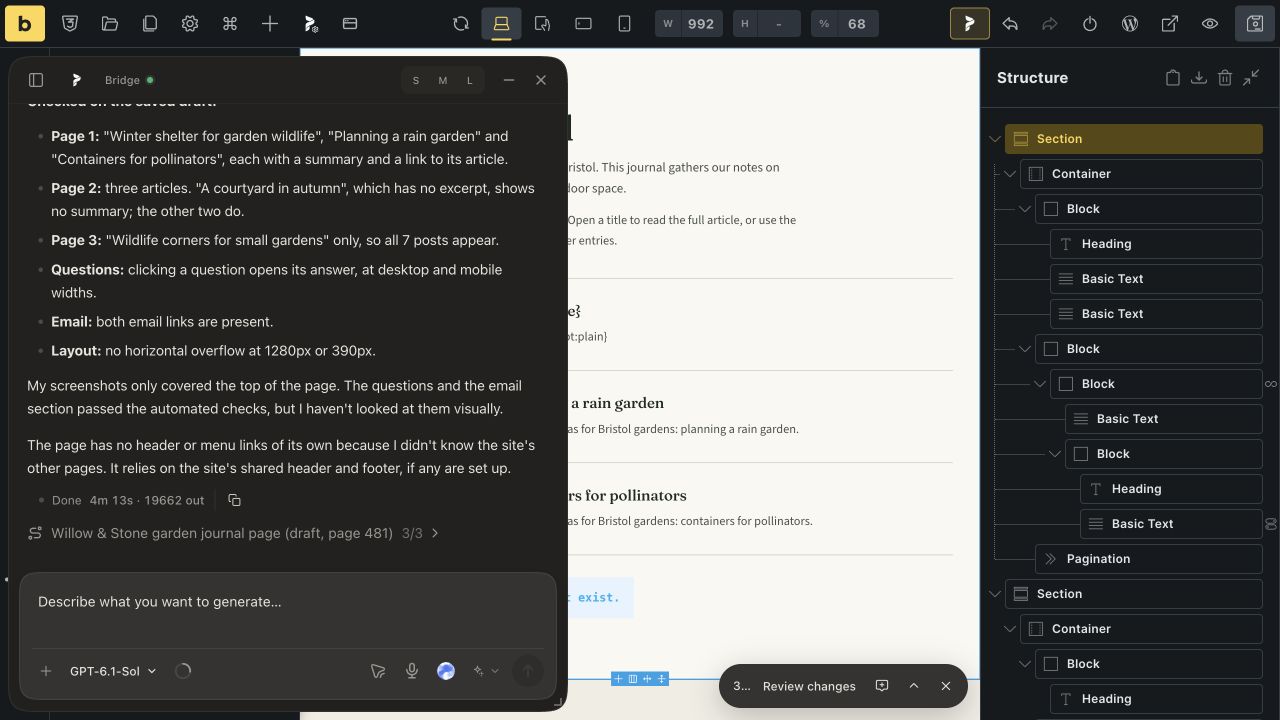 b
W 992
H -
% 68
Bridge
S M L
Checked on the saved draft:
Page 1: "Winter shelter for garden wildlife", "Planning a rain garden" and
"Containers for pollinators", each with a summary and a link to its article.
Page 2: three articles. "A courtyard in autumn", which has no excerpt, shows
no summary; the other two do.
Page 3: "Wildlife corners for small gardens" only, so all 7 posts appear.
Questions: clicking a question opens its answer, at desktop and mobile
widths.
Email: both email links are present.
Layout: no horizontal overflow at 1280px or 390px.
My screenshots only covered the top of the page. The questions and the email
section passed the automated checks, but I haven't looked at them visually.
The page has no header or menu links of its own because I didn't know the site's
other pages. It relies on the site's shared header and footer, if any are set up.
Done 4m 13s · 19662 out
Willow & Stone garden journal page (draft, page 481) 3/3
Describe what you want to generate...
GPT-6.1-Sol
l
ristol. This journal gathers our notes on
door space.
Open a title to read the full article, or use the
er entries.
e}
ot:plain}
a rain garden
as for Bristol gardens: planning a rain garden.
rs for pollinators
as for Bristol gardens: containers for pollinators.
t exist.
3... Review changes
Structure
Section
Container
Block
Heading
Basic Text
Basic Text
Block
Block
Basic Text
Block
Heading
Basic Text
Pagination
Section
Container
Block
Heading